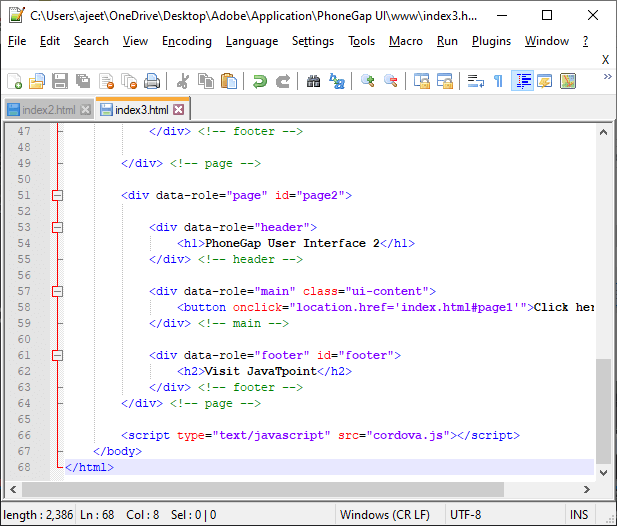 C:\Users\ajeet\OneDrive\Desktop\Adobe\Application\PhoneGap UI\www\index3.h...
File Edit Search View Encoding Language Settings Tools Macro Run Plugins Window ?
X
index2.html index3.html
47 </div> <!-- footer -->
48
49 </div> <!-- page -->
50
51 <div data-role="page" id="page2">
52
53 <div data-role="header">
54 <h1>PhoneGap User Interface 2</h1>
55 </div> <!-- header -->
56
57 <div data-role="main" class="ui-content">
58 <button onclick="location.href='index.html#page1'">Click her
59 </div> <!-- main -->
60
61 <div data-role="footer" id="footer">
62 <h2>Visit JavaTpoint</h2>
63 </div> <!-- footer -->
64 </div> <!-- page -->
65
66 <script type="text/javascript" src="cordova.js"></script>
67 </body>
68 </html>
length : 2,386 Ln : 68 Col : 8 Sel : 0 | 0 Windows (CR LF) UTF-8 INS